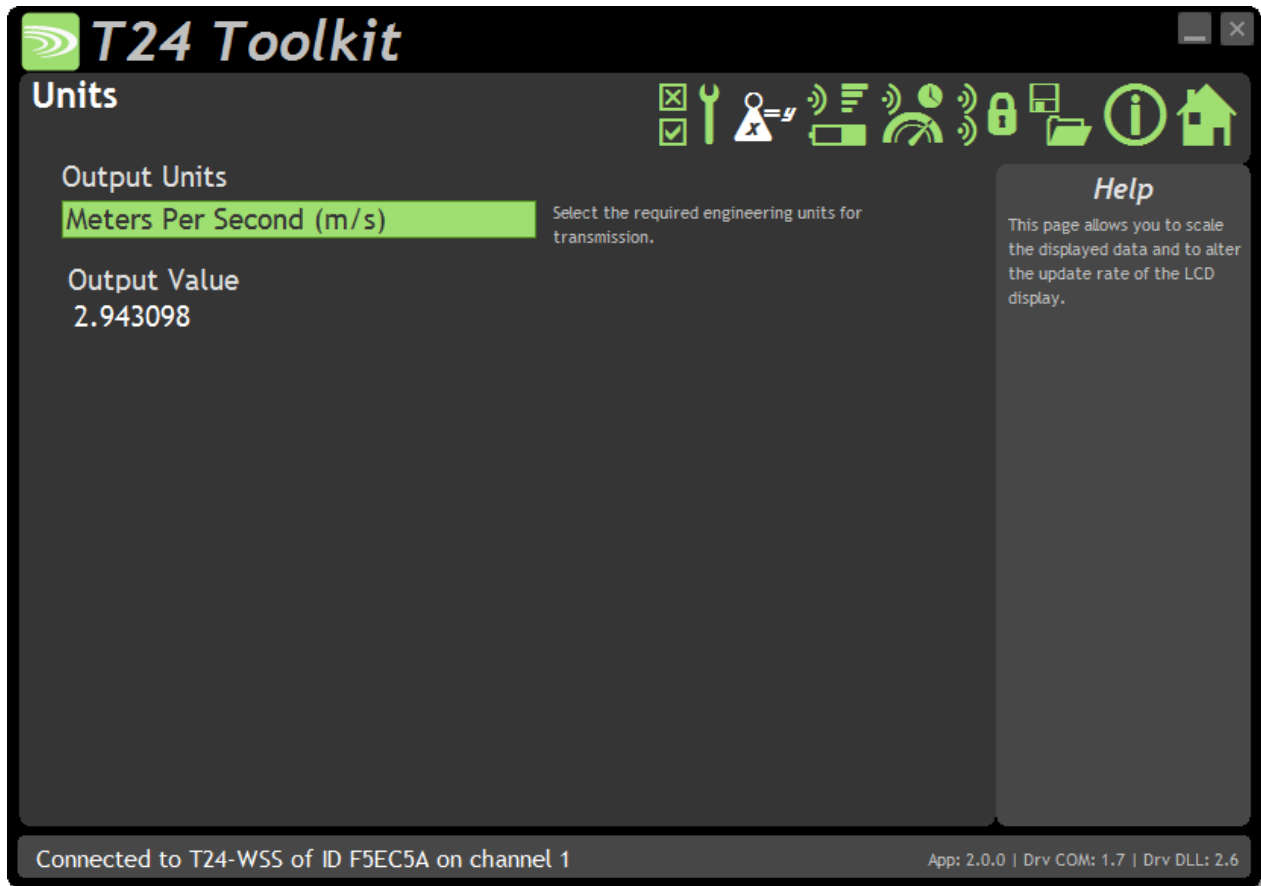 T24 Toolkit
Units
x=y
Output Units
Meters Per Second (m/s)
Select the required engineering units for
transmission.
Output Value
2.943098
Help
This page allows you to scale
the displayed data and to alter
the update rate of the LCD
display.
Connected to T24-WSS of ID F5EC5A on channel 1
App: 2.0.0 | Drv COM: 1.7 | Drv DLL: 2.6